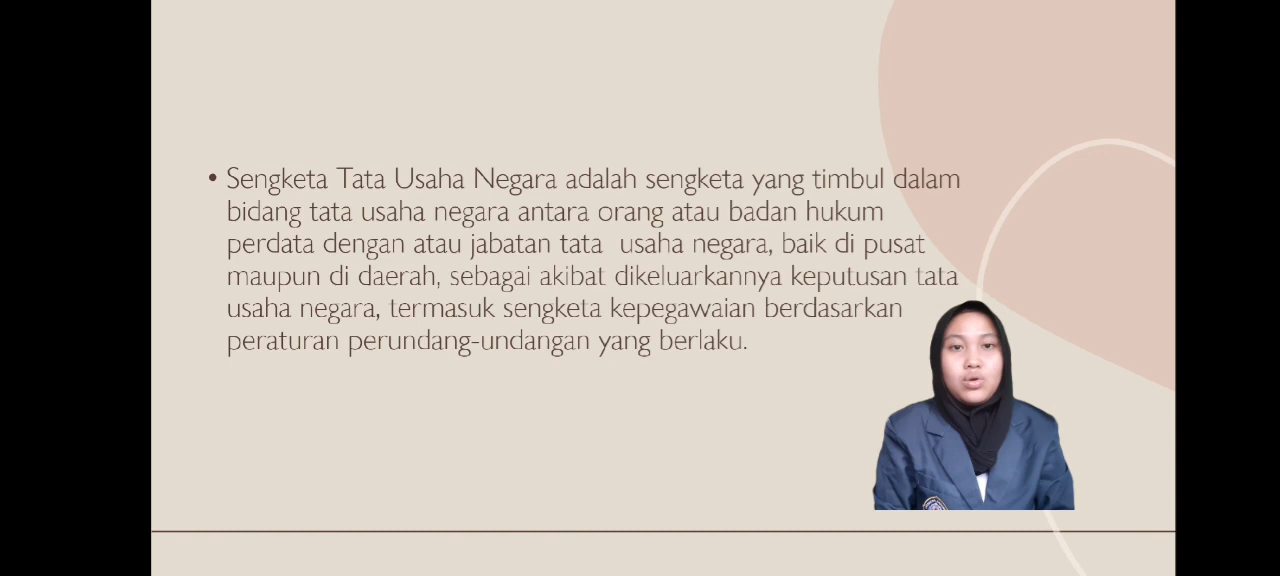 • Sengketa Tata Usaha Negara adalah sengketa yang timbul dalam
bidang tata usaha negara antara orang atau badan hukum
perdata dengan atau jabatan tata  usaha negara, baik di pusat
maupun di daerah, sebagai akibat dikeluarkannya keputusan tata
usaha negara, termasuk sengketa kepegawaian berdasarkan
peraturan perundang-undangan yang berlaku.